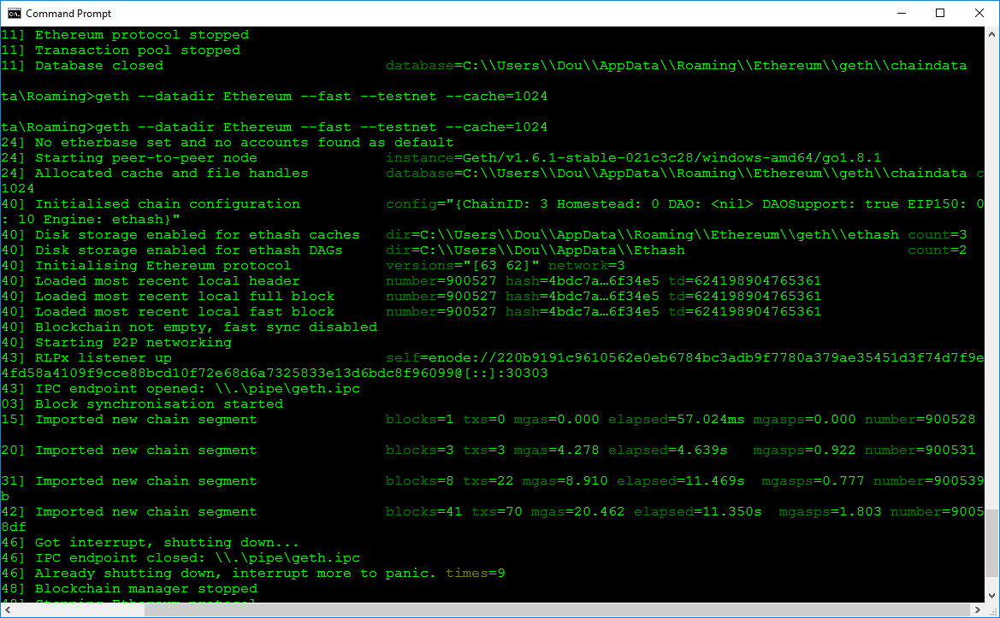 Command Prompt
11] Ethereum protocol stopped
11] Transaction pool stopped
11] Database closed database=C:\\Users\\Dou\\AppData\\Roaming\\Ethereum\\geth\\chaindata
ta\Roaming>geth --datadir Ethereum --fast --testnet --cache=1024
ta\Roaming>geth --datadir Ethereum --fast --testnet --cache=1024
24] No etherbase set and no accounts found as default
24] Starting peer-to-peer node instance=Geth/v1.6.1-stable-021c3c28/windows-amd64/go1.8.1
24] Allocated cache and file handles database=C:\\Users\\Dou\\AppData\\Roaming\\Ethereum\\geth\\chaindata c
1024
40] Initialised chain configuration config="{ChainID: 3 Homestead: 0 DAO: <nil> DAOSupport: true EIP150: 0
: 10 Engine: ethash}"
40] Disk storage enabled for ethash caches dir=C:\\Users\\Dou\\AppData\\Roaming\\Ethereum\\geth\\ethash count=3
40] Disk storage enabled for ethash DAGs dir=C:\\Users\\Dou\\AppData\\Ethash count=2
40] Initialising Ethereum protocol versions="[63 62]" network=3
40] Loaded most recent local header number=900527 hash=4bdc7a…6f34e5 td=624198904765361
40] Loaded most recent local full block number=900527 hash=4bdc7a…6f34e5 td=624198904765361
40] Loaded most recent local fast block number=900527 hash=4bdc7a…6f34e5 td=624198904765361
40] Blockchain not empty, fast sync disabled
40] Starting P2P networking
43] RLPx listener up self=enode://220b9191c9610562e0eb6784bc3adb9f7780a379ae35451d3f74d7f9e
4fd58a4109f9cce88bcd10f72e68d6a7325833e13d6bdc8f96099@[::]:30303
43] IPC endpoint opened: \\.\pipe\geth.ipc
03] Block synchronisation started
15] Imported new chain segment blocks=1 txs=0 mgas=0.000 elapsed=57.024ms mgasps=0.000 number=900528
20] Imported new chain segment blocks=3 txs=3 mgas=4.278 elapsed=4.639s mgasps=0.922 number=900531
31] Imported new chain segment blocks=8 txs=22 mgas=8.910 elapsed=11.469s mgasps=0.777 number=900539
b
42] Imported new chain segment blocks=41 txs=70 mgas=20.462 elapsed=11.350s mgasps=1.803 number=9005
8df
46] Got interrupt, shutting down...
46] IPC endpoint closed: \\.\pipe\geth.ipc
46] Already shutting down, interrupt more to panic. times=9
48] Blockchain manager stopped
48] Stopping Ethereum protocol